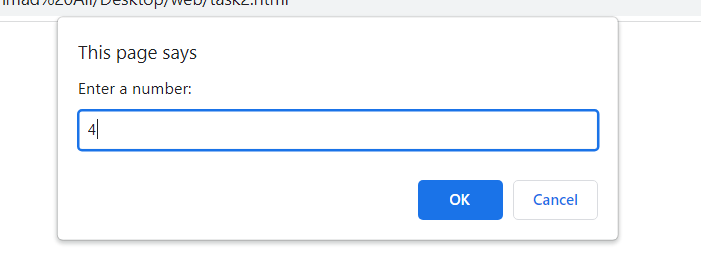 mad%20Ali/Desktop/web/task2.html
This page says
Enter a number:
4
OK
Cancel